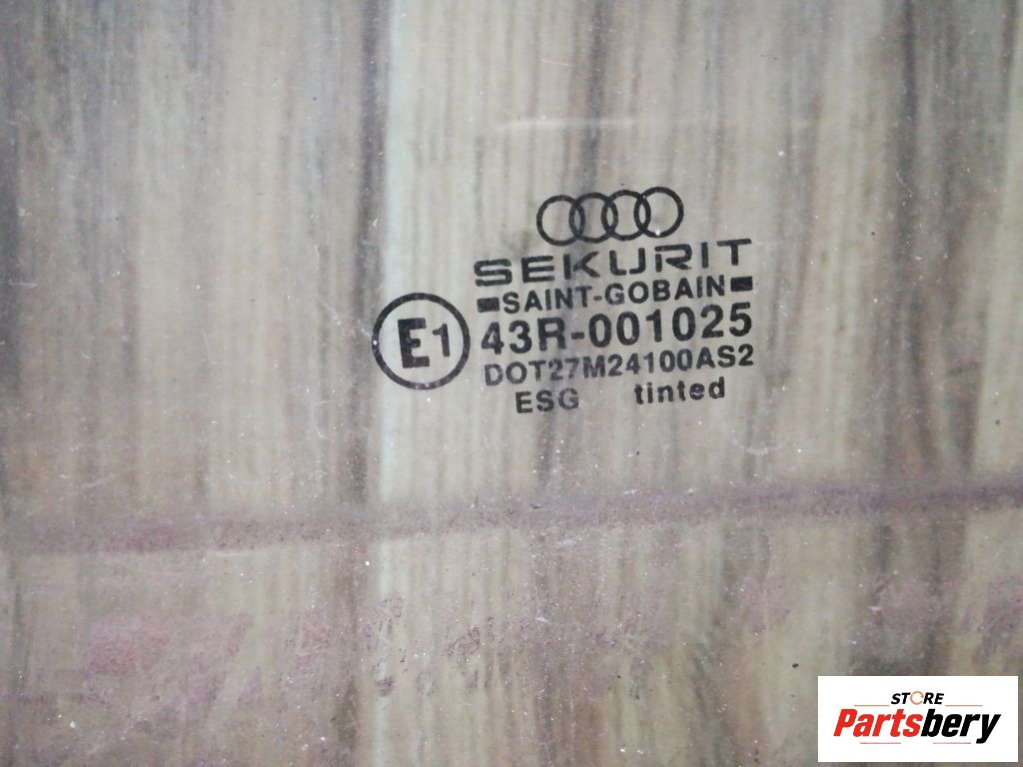 SEKURIT
SAINT-GOBAIN
E1
43R-001025
DOT27M24100AS2
ESG tinted
STORE
Partsbery